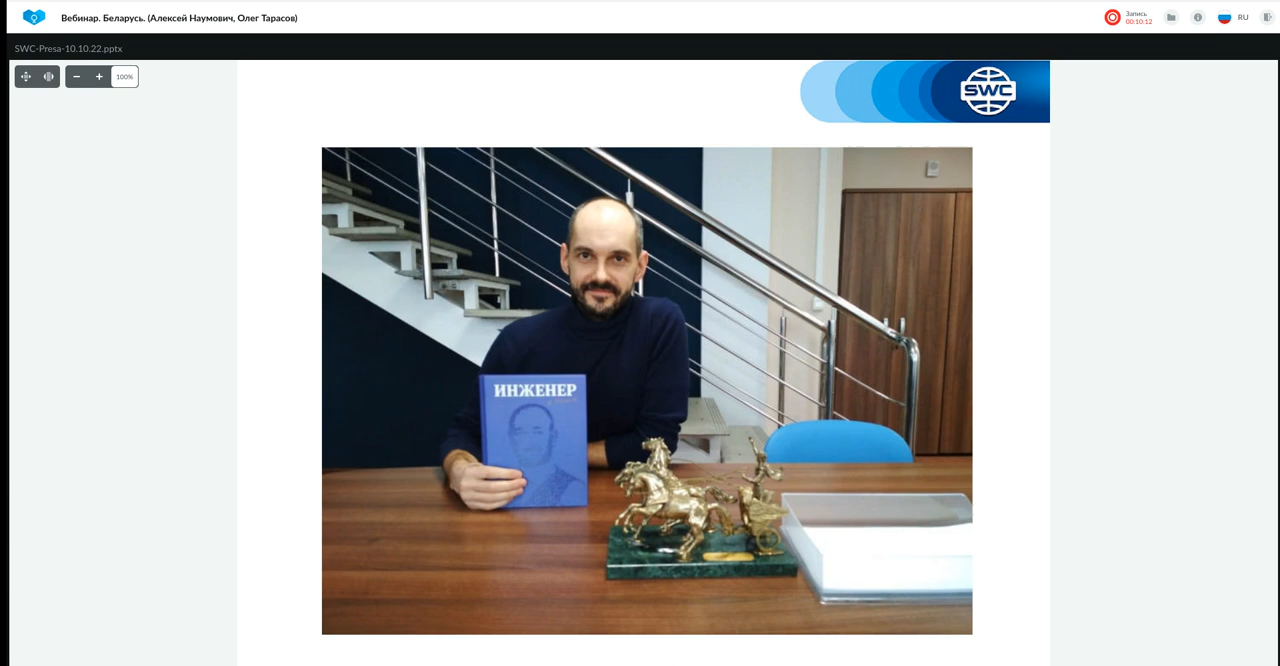 Вебинар. Беларусь. (Алексей Наумович, Олег Тарасов)
Запись
00:10:12
RU
SWC-Presa-10.10.22.pptx
100%
SWC
ИНЖЕНЕР